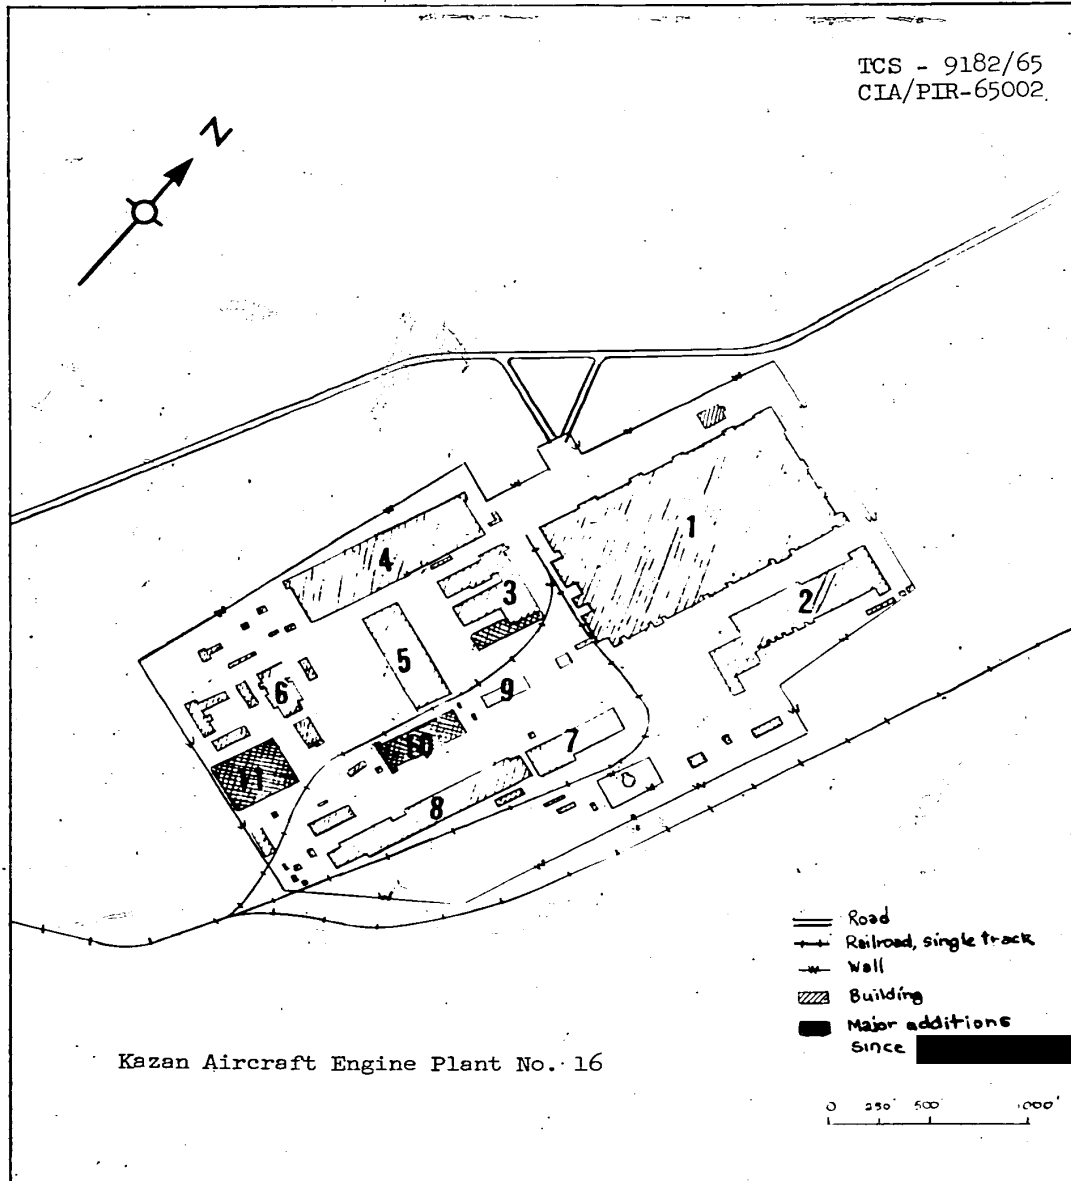 TCS - 9182/65
CIA/PIR-65002
N
1
4
2
3
5
6
9
7
10
11
8
Road
Railroad, single track
Wall
Building
Major additions
since
Kazan Aircraft Engine Plant No. 16
0 250' 500' 1000'